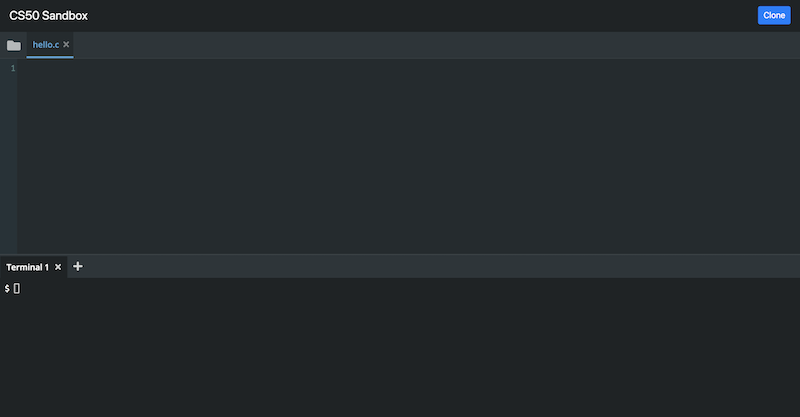 CS50 Sandbox
Clone
hello.c ×
1
Terminal 1 × +
$